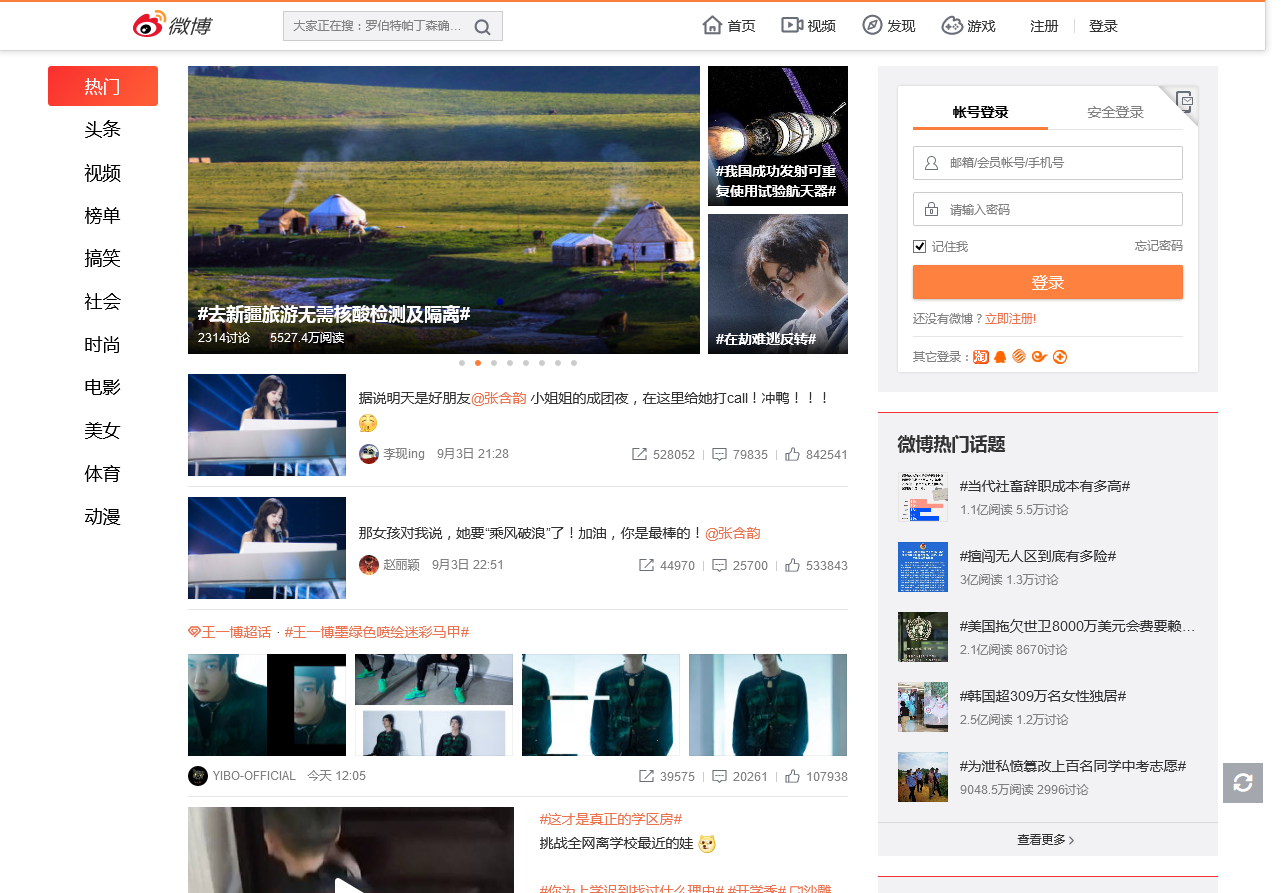 微博
大家正在搜：罗伯特帕丁森确…
首页
视频
发现
游戏
注册
登录
热门
头条
视频
榜单
搞笑
社会
时尚
电影
美女
体育
动漫
#去新疆旅游无需核酸检测及隔离#
2314讨论 5527.4万阅读
#我国成功发射可重
复使用试验航天器#
#在劫难逃反转#
据说明天是好朋友@张含韵 小姐姐的成团夜，在这里给她打call！冲鸭！！！
李现ing 9月3日 21:28
528052 79835 842541
那女孩对我说，她要“乘风破浪”了！加油，你是最棒的！@张含韵
赵丽颖 9月3日 22:51
44970 25700 533843
王一博超话 · #王一博墨绿色喷绘迷彩马甲#
YIBO-OFFICIAL 今天 12:05
39575 20261 107938
#这才是真正的学区房#
挑战全网离学校最近的娃
#你为上学迟到找过什么理由# #开学季# 口沙雕
帐号登录
安全登录
邮箱/会员帐号/手机号
请输入密码
记住我
忘记密码
登录
还没有微博？立即注册!
其它登录：
淘
微博热门话题
#当代社畜辞职成本有多高#
1.1亿阅读 5.5万讨论
#擅闯无人区到底有多险#
3亿阅读 1.3万讨论
#美国拖欠世卫8000万美元会费要赖…
2.1亿阅读 8670讨论
#韩国超309万名女性独居#
2.5亿阅读 1.2万讨论
#为泄私愤篡改上百名同学中考志愿#
9048.5万阅读 2996讨论
查看更多